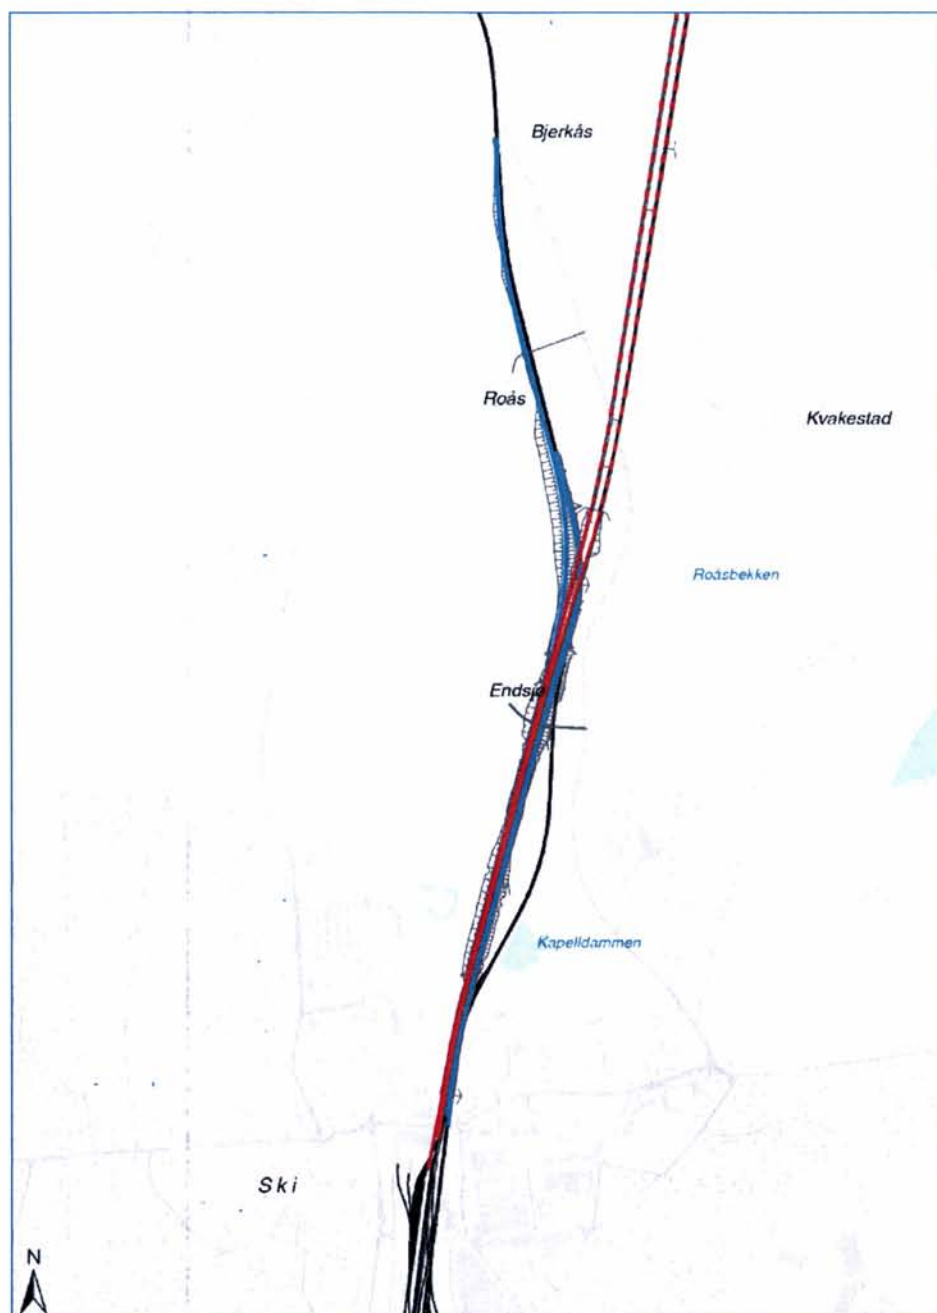 Bjerkås
Roås
Kvakestad
Roåsbekken
Endsjø
Kapelldammen
Ski
N